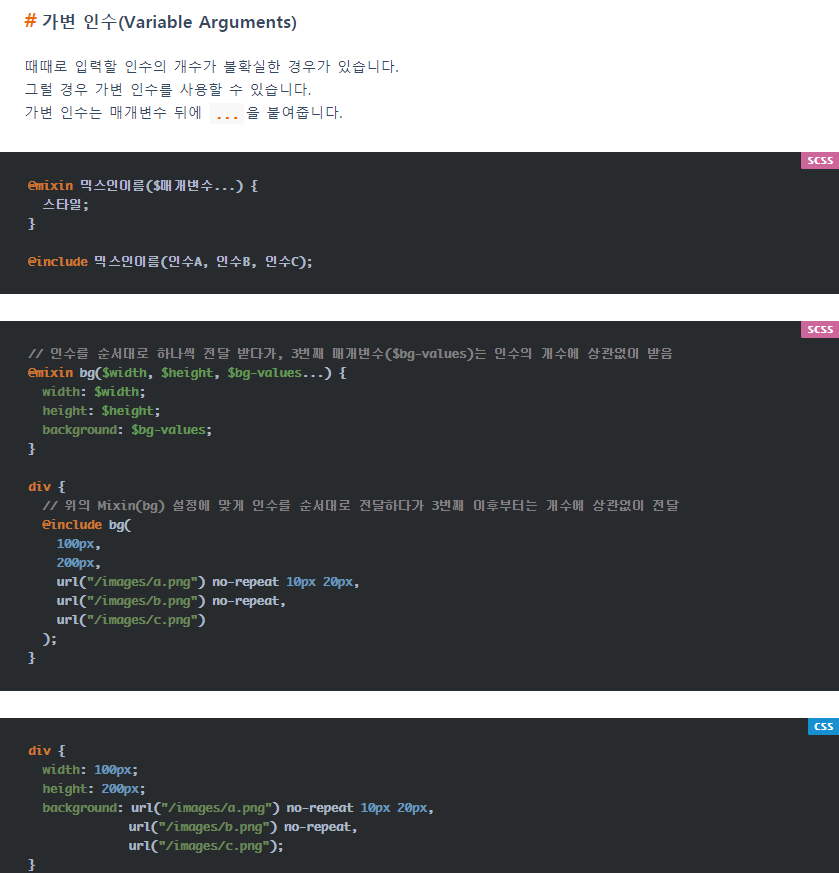 # 가변 인수(Variable Arguments)
때때로 입력할 인수의 개수가 불확실한 경우가 있습니다.
그럴 경우 가변 인수를 사용할 수 있습니다.
가변 인수는 매개변수 뒤에 ... 을 붙여줍니다.
scss
@mixin 믹스인이름($매개변수...) {
  스타일;
}
@include 믹스인이름(인수A, 인수B, 인수C);
scss
// 인수를 순서대로 하나씩 전달 받다가, 3번째 매개변수($bg-values)는 인수의 개수에 상관없이 받음
@mixin bg($width, $height, $bg-values...) {
  width: $width;
  height: $height;
  background: $bg-values;
}
div {
  // 위의 Mixin(bg) 설정에 맞게 인수를 순서대로 전달하다가 3번째 이후부터는 개수에 상관없이 전달
  @include bg(
    100px,
    200px,
    url("/images/a.png") no-repeat 10px 20px,
    url("/images/b.png") no-repeat,
    url("/images/c.png")
  );
}
css
div {
  width: 100px;
  height: 200px;
  background: url("/images/a.png") no-repeat 10px 20px,
              url("/images/b.png") no-repeat,
              url("/images/c.png");
}